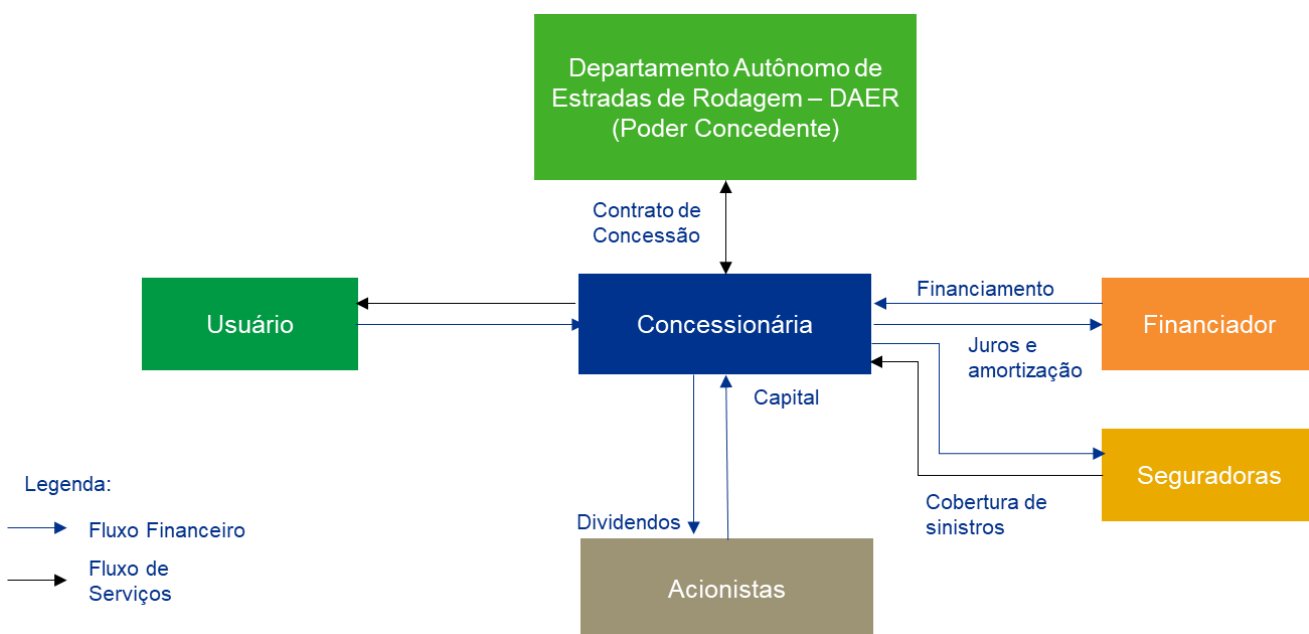 Departamento Autônomo de
Estradas de Rodagem – DAER
(Poder Concedente)
Contrato de
Concessão
Usuário
Concessionária
Financiamento
Financiador
Juros e
amortização
Capital
Seguradoras
Cobertura de
sinistros
Dividendos
Acionistas
Legenda:
Fluxo Financeiro
Fluxo de
Serviços